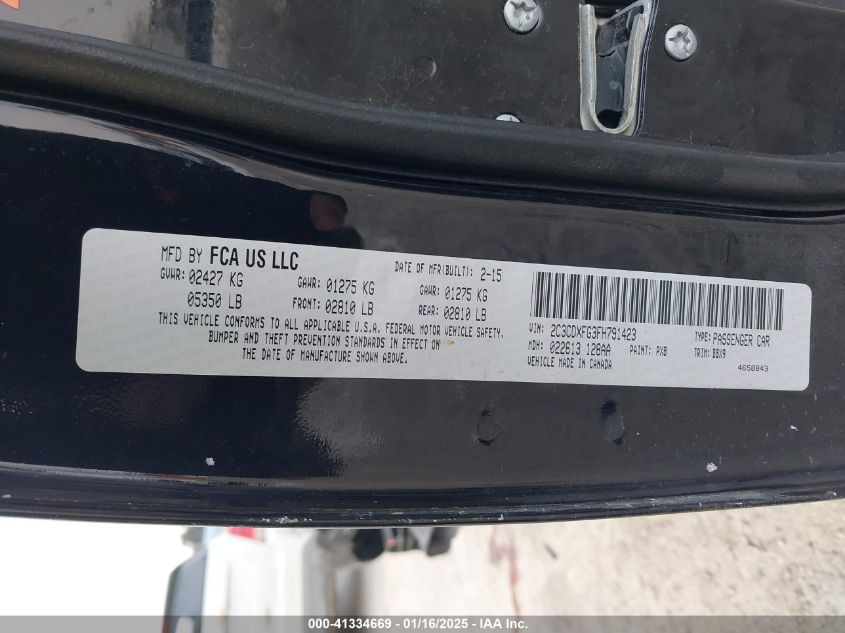 MFD BY FCA US LLC
DATE OF MFR(BUILT): 2-15
GVWR: 02427 KG
GAWR: 01275 KG
GAWR: 01275 KG
05350 LB
FRONT: 02810 LB
REAR: 02810 LB
THIS VEHICLE CONFORMS TO ALL APPLICABLE U.S.A. FEDERAL MOTOR VEHICLE SAFETY,
BUMPER AND THEFT PREVENTION STANDARDS IN EFFECT ON
THE DATE OF MANUFACTURE SHOWN ABOVE.
VIN: 2C3CDXFG3FH791423
TYPE: PASSENGER CAR
MDH: 022613 128AA
PAINT: PX8
TRIM: BBX9
VEHICLE MADE IN CANADA
4658843
000-41334669 - 01/16/2025 - IAA Inc.